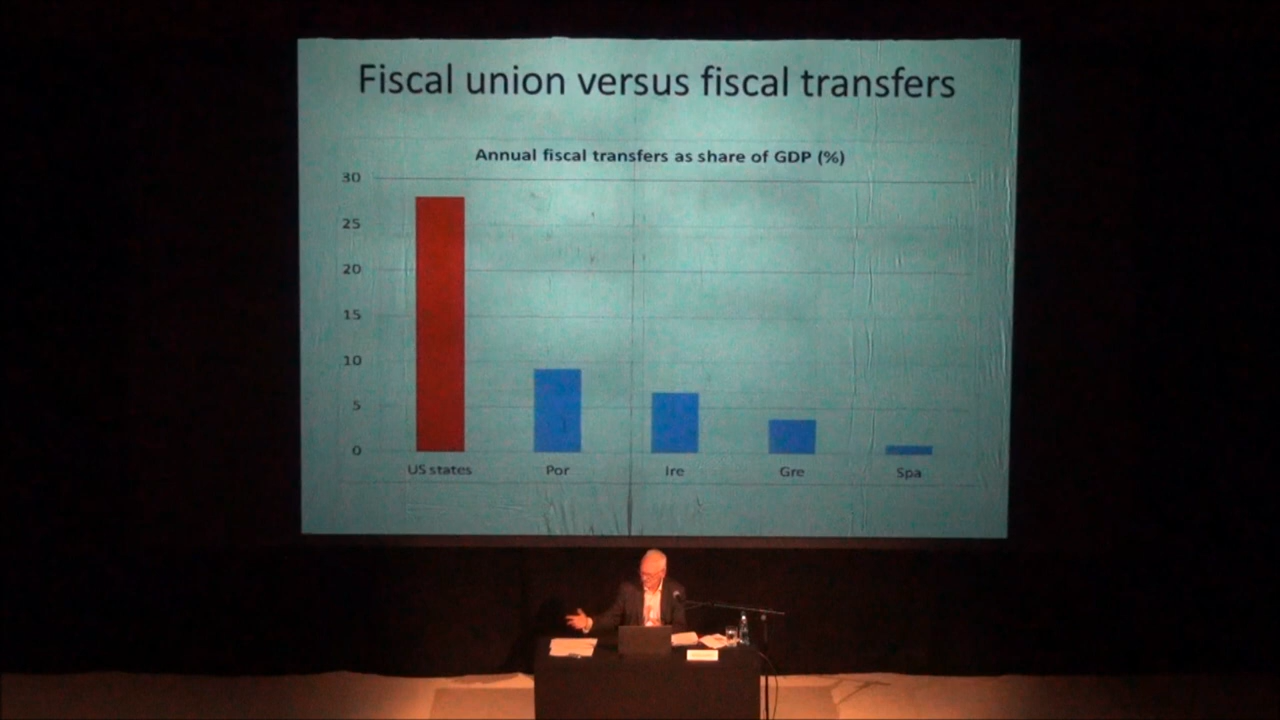 Fiscal union versus fiscal transfers
Annual fiscal transfers as share of GDP (%)
30
25
20
15
10
5
0
US states Por Ire Gre Spa